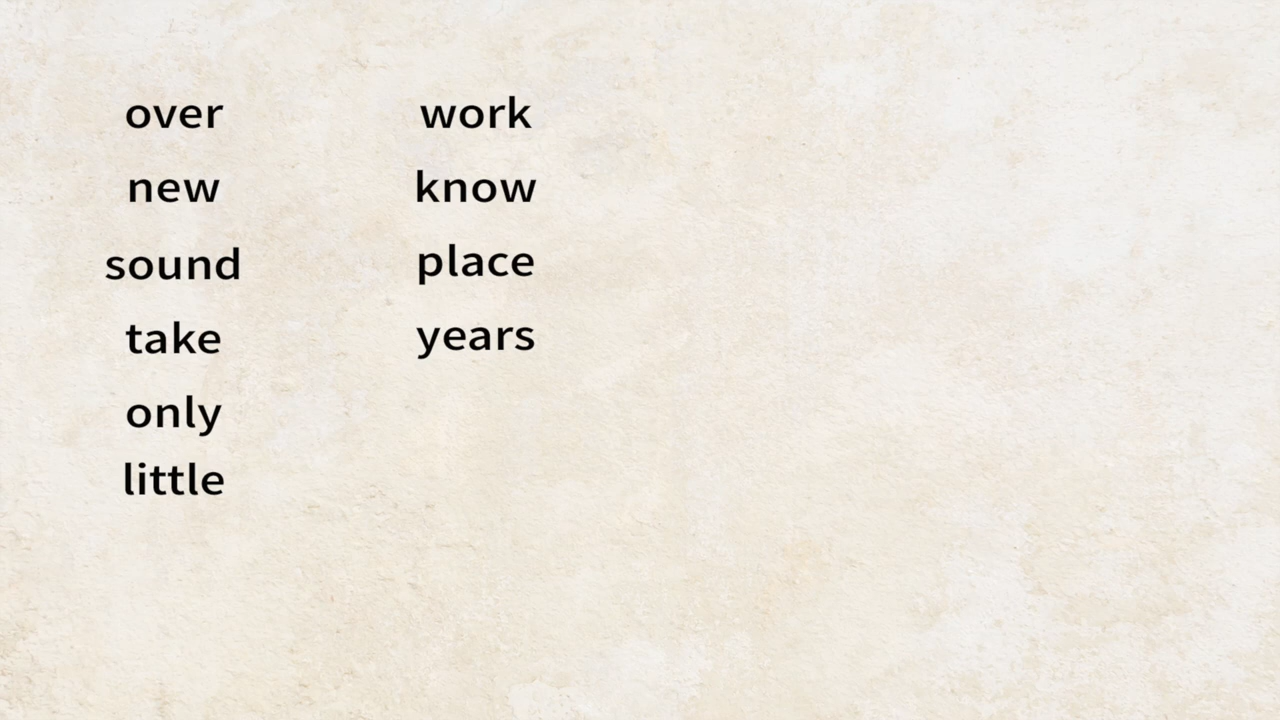 over
new
sound
take
only
little
work
know
place
years